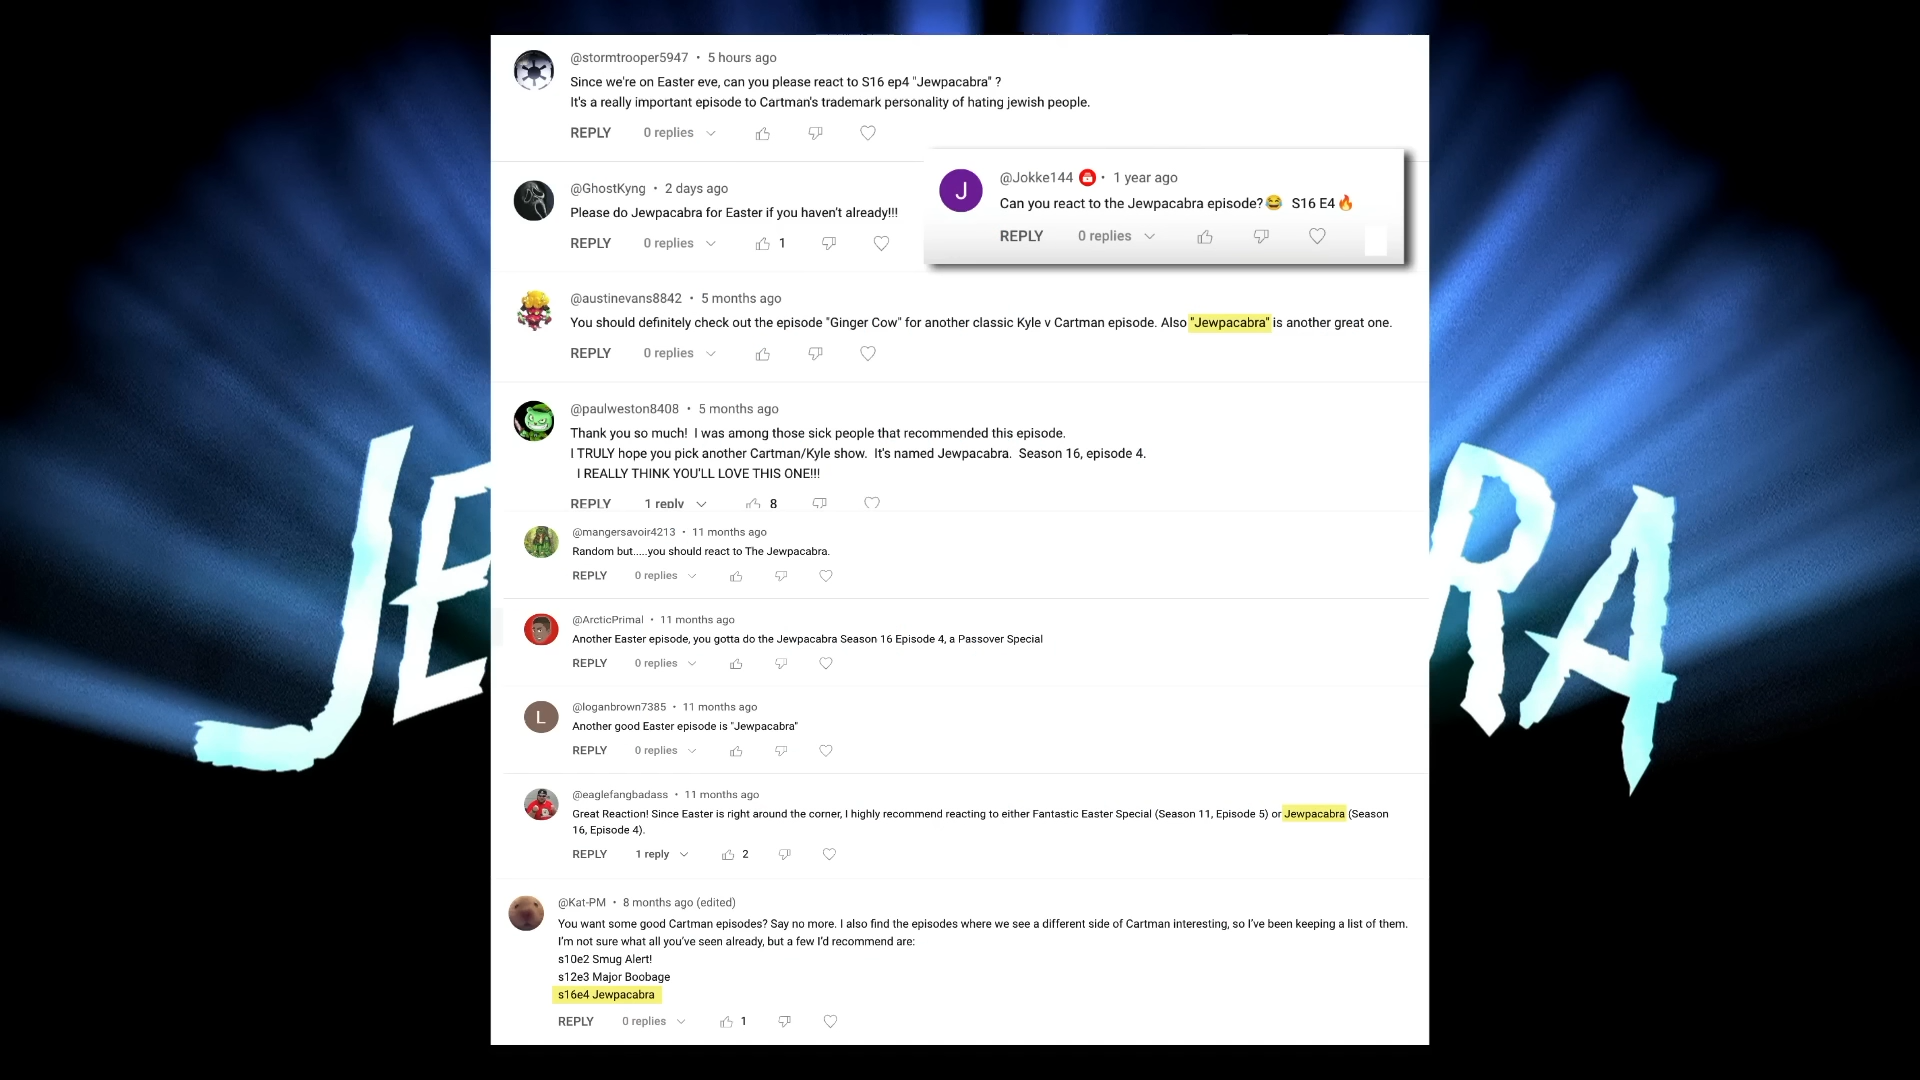 @stormtrooper5947 • 5 hours ago
Since we're on Easter eve, can you please react to S16 ep4 "Jewpacabra" ?
It's a really important episode to Cartman's trademark personality of hating jewish people.
REPLY 0 replies
@GhostKyng • 2 days ago
Please do Jewpacabra for Easter if you haven't already!!!
REPLY 0 replies 1
@Jokke144 • 1 year ago
Can you react to the Jewpacabra episode?😂 S16 E4🔥
REPLY 0 replies
@austinevans8842 • 5 months ago
You should definitely check out the episode "Ginger Cow" for another classic Kyle v Cartman episode. Also "Jewpacabra" is another great one.
REPLY 0 replies
@paulweston8408 • 5 months ago
Thank you so much! I was among those sick people that recommended this episode.
I TRULY hope you pick another Cartman/Kyle show. It's named Jewpacabra. Season 16, episode 4.
I REALLY THINK YOU'LL LOVE THIS ONE!!!
REPLY 1 reply 8
@mangersavoir4213 • 11 months ago
Random but.....you should react to The Jewpacabra.
REPLY 0 replies
@ArcticPrimal • 11 months ago
Another Easter episode, you gotta do the Jewpacabra Season 16 Episode 4, a Passover Special
REPLY 0 replies
L
@loganbrown7385 • 11 months ago
Another good Easter episode is "Jewpacabra"
REPLY 0 replies
@eaglefangbadass • 11 months ago
Great Reaction! Since Easter is right around the corner, I highly recommend reacting to either Fantastic Easter Special (Season 11, Episode 5) or Jewpacabra (Season
16, Episode 4).
REPLY 1 reply 2
@Kat-PM • 8 months ago (edited)
You want some good Cartman episodes? Say no more. I also find the episodes where we see a different side of Cartman interesting, so I've been keeping a list of them.
I'm not sure what all you've seen already, but a few I'd recommend are:
s10e2 Smug Alert!
s12e3 Major Boobage
s16e4 Jewpacabra
REPLY 0 replies 1
J
JE
RA